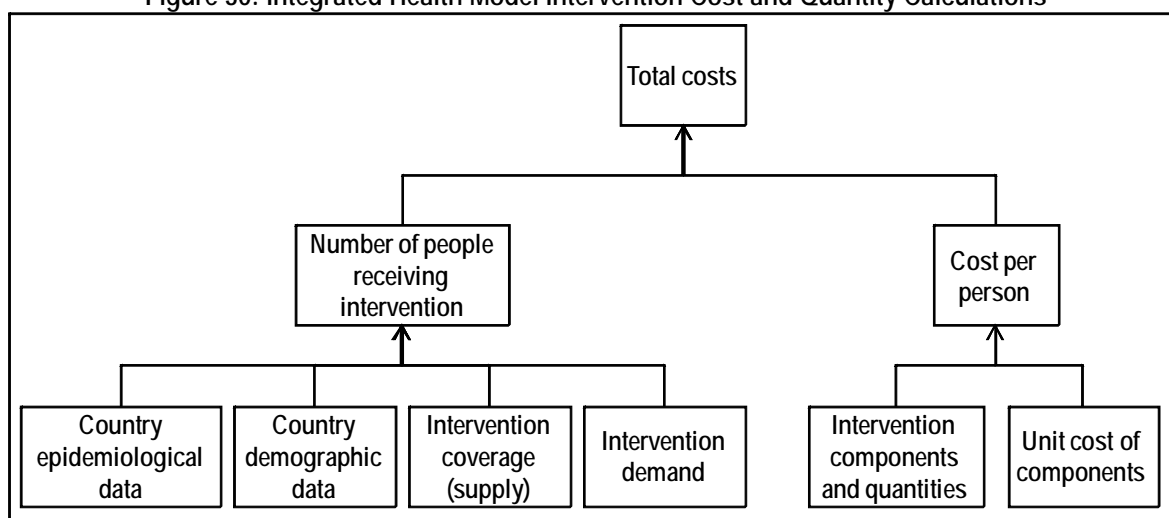 Figure 30: Integrated Health Model Intervention Cost and Quantity Calculations
Total costs
Number of people
receiving
intervention
Cost per
person
Country
epidemiological
data
Country
demographic
data
Intervention
coverage
(supply)
Intervention
demand
Intervention
components
and quantities
Unit cost of
components